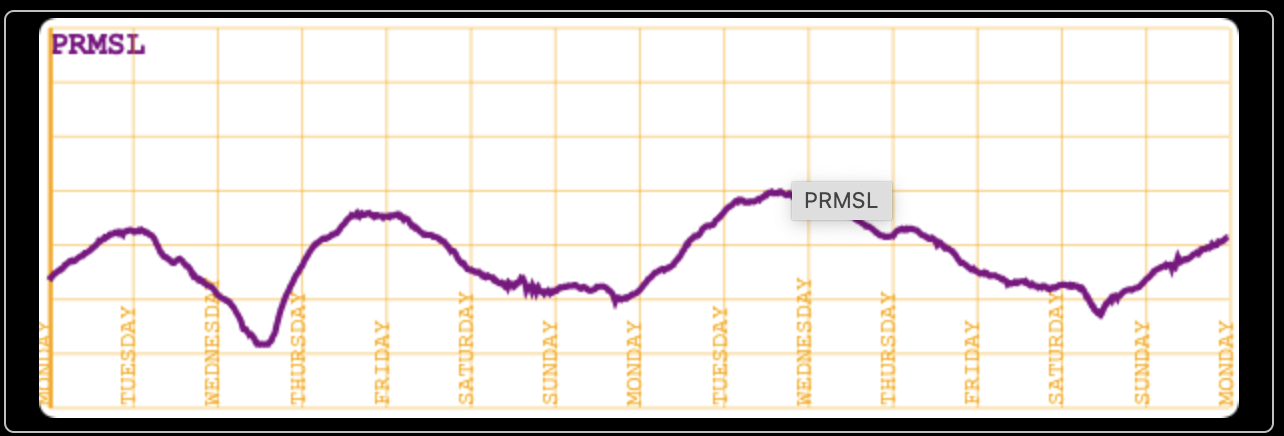 PRMSL
PRMSL
MONDAY
TUESDAY
WEDNESDAY
THURSDAY
FRIDAY
SATURDAY
SUNDAY
MONDAY
TUESDAY
WEDNESDAY
THURSDAY
FRIDAY
SATURDAY
SUNDAY
MONDAY